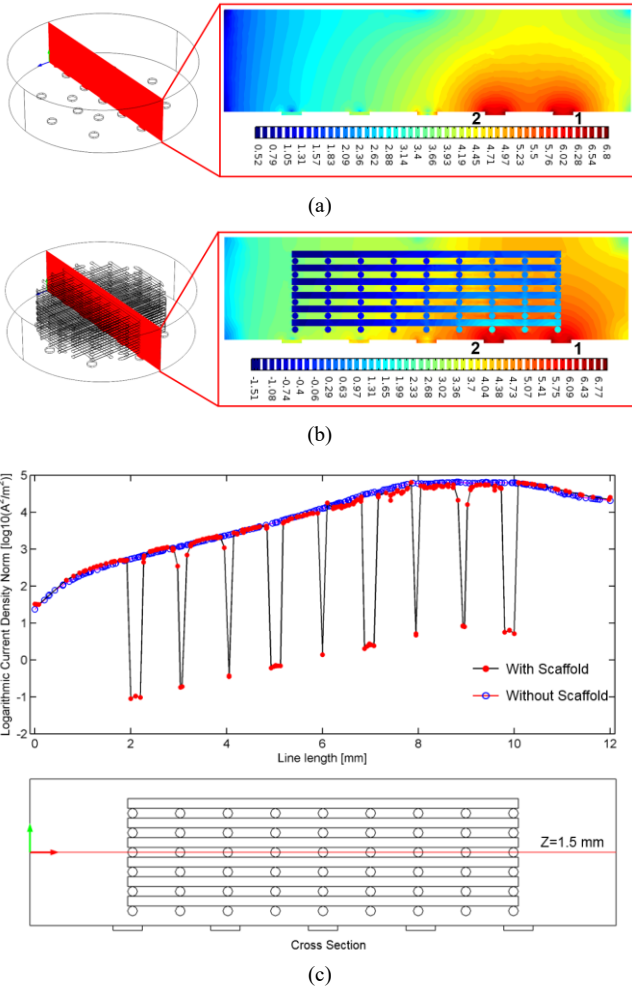 2 1
0.52 0.79 1.05 1.31 1.57 1.83 2.09 2.36 2.62 2.88 3.14 3.4 3.66 3.93 4.19 4.45 4.71 4.97 5.23 5.5 5.76 6.02 6.28 6.54 6.8
(a)
2 1
-1.51 -1.08 -0.74 -0.4 -0.06 0.29 0.63 0.97 1.31 1.65 1.99 2.33 2.68 3.02 3.36 3.7 4.04 4.38 4.73 5.07 5.41 5.75 6.09 6.43 6.77
(b)
Logarithmic Current Density Norm [log10(A^2/m^2)]
5
4
3
2
1
0
-1
-2
With Scaffold
Without Scaffold
0 2 4 6 8 10 12
Line length [mm]
Z=1.5 mm
Cross Section
(c)